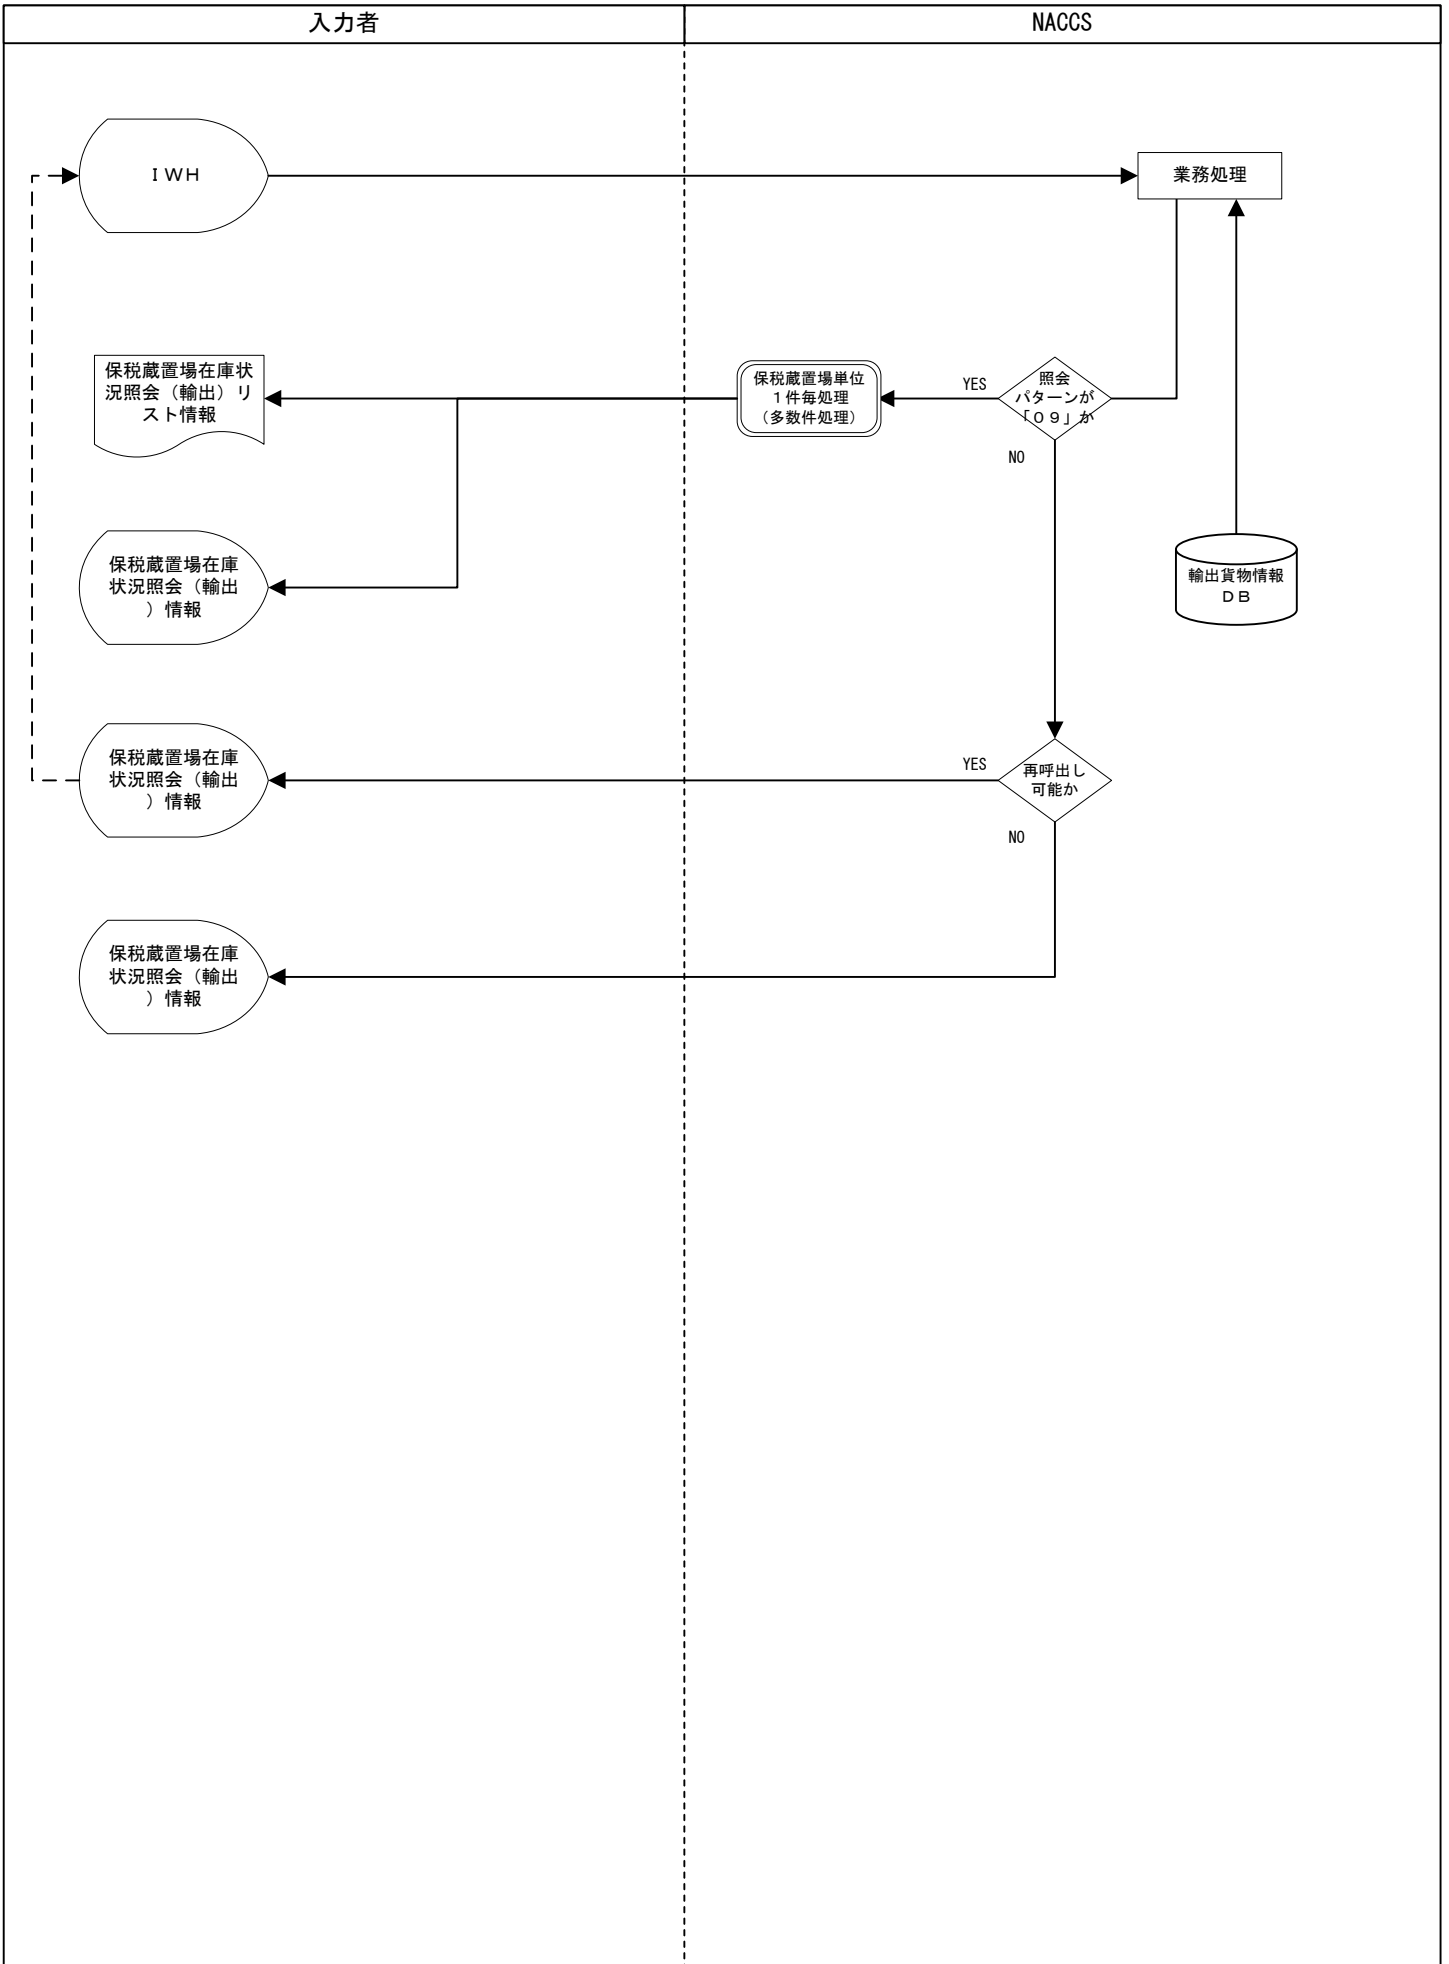 入力者
NACCS
ＩＷＨ
業務処理
保税蔵置場在庫状
況照会（輸出）リ
スト情報
保税蔵置場単位
１件毎処理
（多数件処理）
YES
照会
パターンが
「０９」か
NO
保税蔵置場在庫
状況照会（輸出
）情報
輸出貨物情報
ＤＢ
保税蔵置場在庫
状況照会（輸出
）情報
YES
再呼出し
可能か
NO
保税蔵置場在庫
状況照会（輸出
）情報